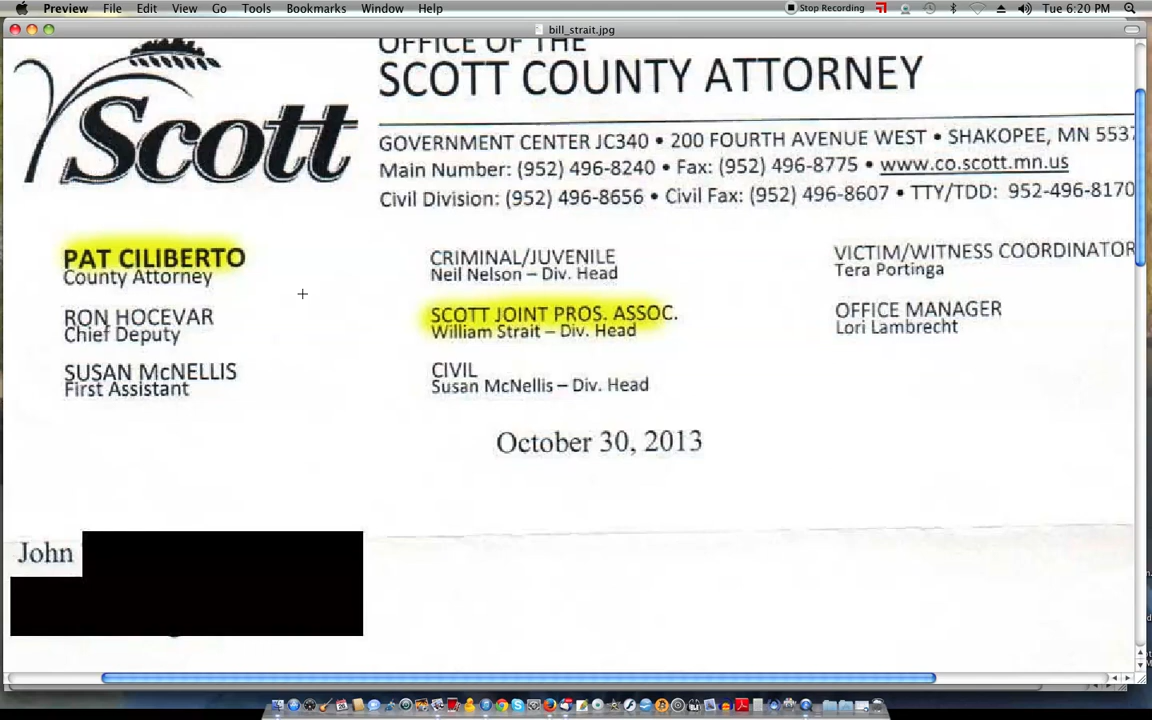 Preview File Edit View Go Tools Bookmarks Window Help Stop Recording Tue 6:20 PM
bill_strait.jpg
OFFICE OF THE
SCOTT COUNTY ATTORNEY
Scott
GOVERNMENT CENTER JC340 • 200 FOURTH AVENUE WEST • SHAKOPEE, MN 5537
Main Number: (952) 496-8240 • Fax: (952) 496-8775 • www.co.scott.mn.us
Civil Division: (952) 496-8656 • Civil Fax: (952) 496-8607 • TTY/TDD: 952-496-8170
PAT CILIBERTO
County Attorney
RON HOCEVAR
Chief Deputy
SUSAN McNELLIS
First Assistant
CRIMINAL/JUVENILE
Neil Nelson – Div. Head
SCOTT JOINT PROS. ASSOC.
William Strait – Div. Head
CIVIL
Susan McNellis – Div. Head
VICTIM/WITNESS COORDINATOR
Tera Portinga
OFFICE MANAGER
Lori Lambrecht
October 30, 2013
John